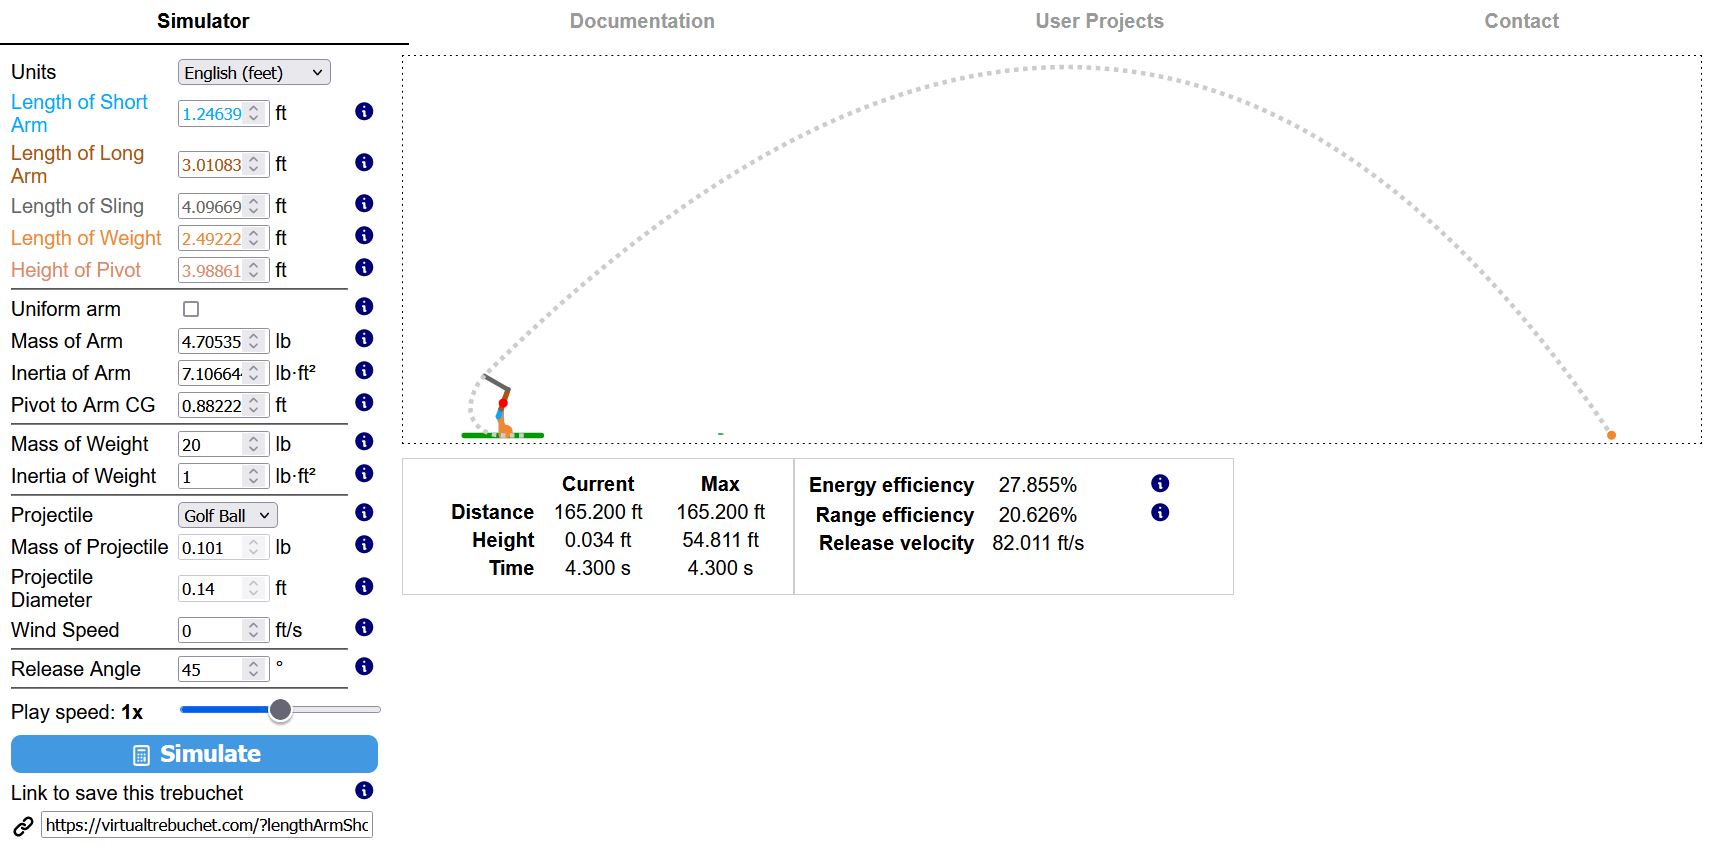 Simulator Documentation User Projects Contact
Units English (feet)
Length of Short Arm 1.24639 ft
Length of Long Arm 3.01083 ft
Length of Sling 4.09669 ft
Length of Weight 2.49222 ft
Height of Pivot 3.98861 ft
Uniform arm
Mass of Arm 4.70535 lb
Inertia of Arm 7.10664 lb·ft²
Pivot to Arm CG 0.88222 ft
Mass of Weight 20 lb
Inertia of Weight 1 lb·ft²
Projectile Golf Ball
Mass of Projectile 0.101 lb
Projectile Diameter 0.14 ft
Wind Speed 0 ft/s
Release Angle 45 °
Play speed: 1x
Simulate
Link to save this trebuchet
https://virtualtrebuchet.com/?lengthArmSho
Current Max
Distance 165.200 ft 165.200 ft
Height 0.034 ft 54.811 ft
Time 4.300 s 4.300 s
Energy efficiency 27.855%
Range efficiency 20.626%
Release velocity 82.011 ft/s